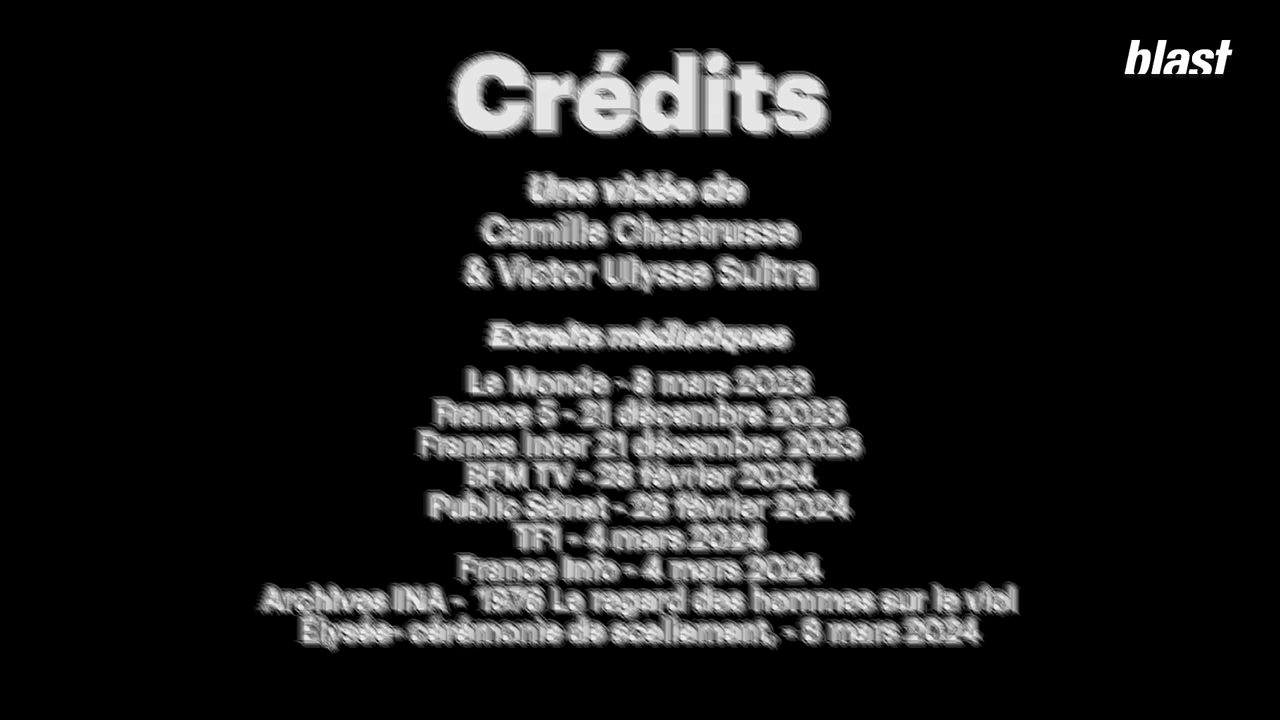 blast
Crédits
Une vidéo de
Camille Chastrusse
& Victor Ulysse Sultra
Extraits médiatiques
Le Monde - 8 mars 2023
France 5 - 21 décembre 2023
France Inter 21 décembre 2023
BFM TV - 28 février 2024
Public Sénat - 28 février 2024
TF1 - 4 mars 2024
France Info - 4 mars 2024
Archives INA - 1976 Le regard des hommes sur le viol
Elysée- cérémonie de scellement, - 8 mars 2024